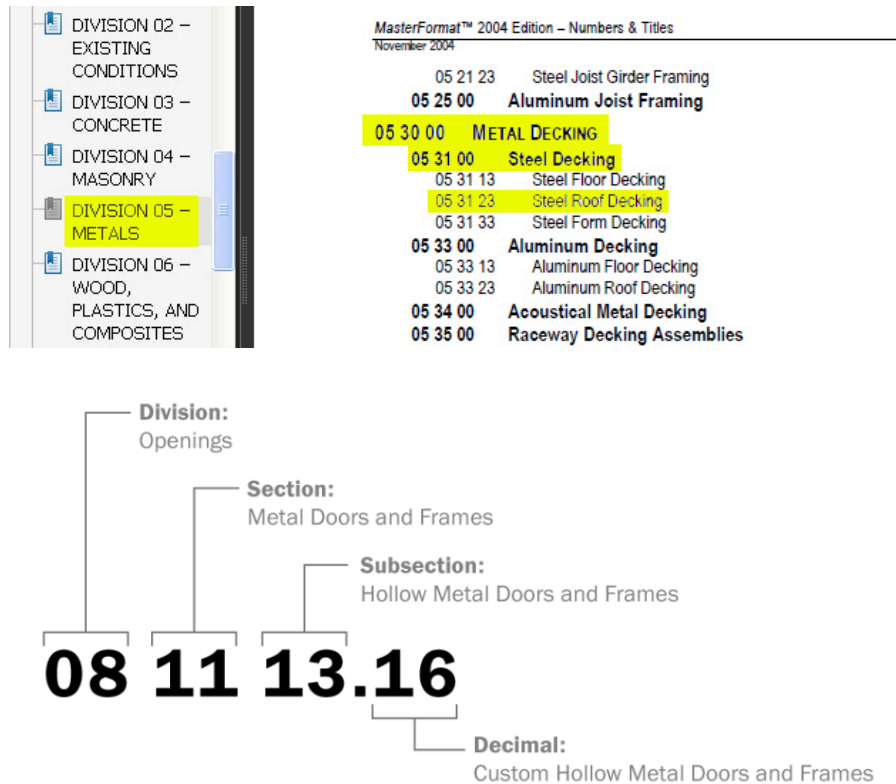 DIVISION 02 –
EXISTING
CONDITIONS
DIVISION 03 –
CONCRETE
DIVISION 04 –
MASONRY
DIVISION 05 –
METALS
DIVISION 06 –
WOOD,
PLASTICS, AND
COMPOSITES
MasterFormat™ 2004 Edition – Numbers & Titles
November 2004
05 21 23 Steel Joist Girder Framing
05 25 00 Aluminum Joist Framing
05 30 00 METAL DECKING
05 31 00 Steel Decking
05 31 13 Steel Floor Decking
05 31 23 Steel Roof Decking
05 31 33 Steel Form Decking
05 33 00 Aluminum Decking
05 33 13 Aluminum Floor Decking
05 33 23 Aluminum Roof Decking
05 34 00 Acoustical Metal Decking
05 35 00 Raceway Decking Assemblies
Division:
Openings
Section:
Metal Doors and Frames
Subsection:
Hollow Metal Doors and Frames
08 11 13.16
Decimal:
Custom Hollow Metal Doors and Frames